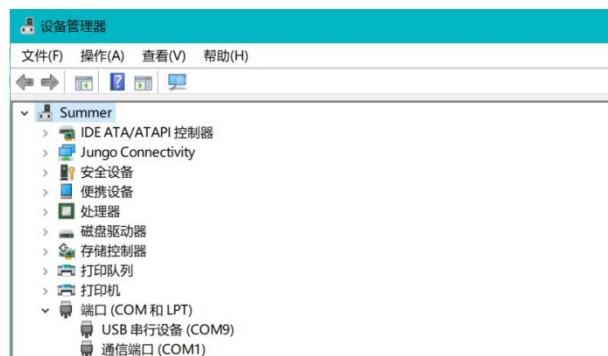 设备管理器
文件(F) 操作(A) 查看(V) 帮助(H)
Summer
IDE ATA/ATAPI 控制器
Jungo Connectivity
安全设备
便携设备
处理器
磁盘驱动器
存储控制器
打印队列
打印机
端口 (COM 和 LPT)
USB 串行设备 (COM9)
通信端口 (COM1)